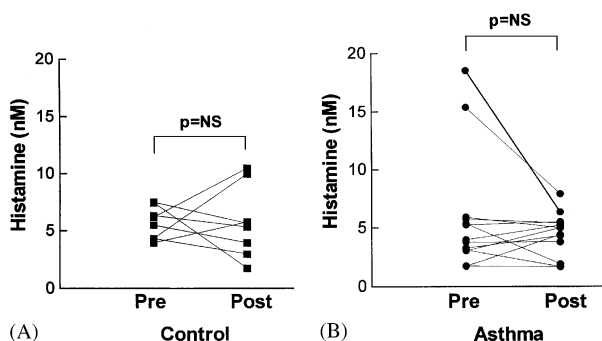 p=NS
20
15
10
5
0
Histamine (nM)
p=NS
Pre
Post
(A)
Control
20
15
10
5
0
Histamine (nM)
Pre
Post
(B)
Asthma